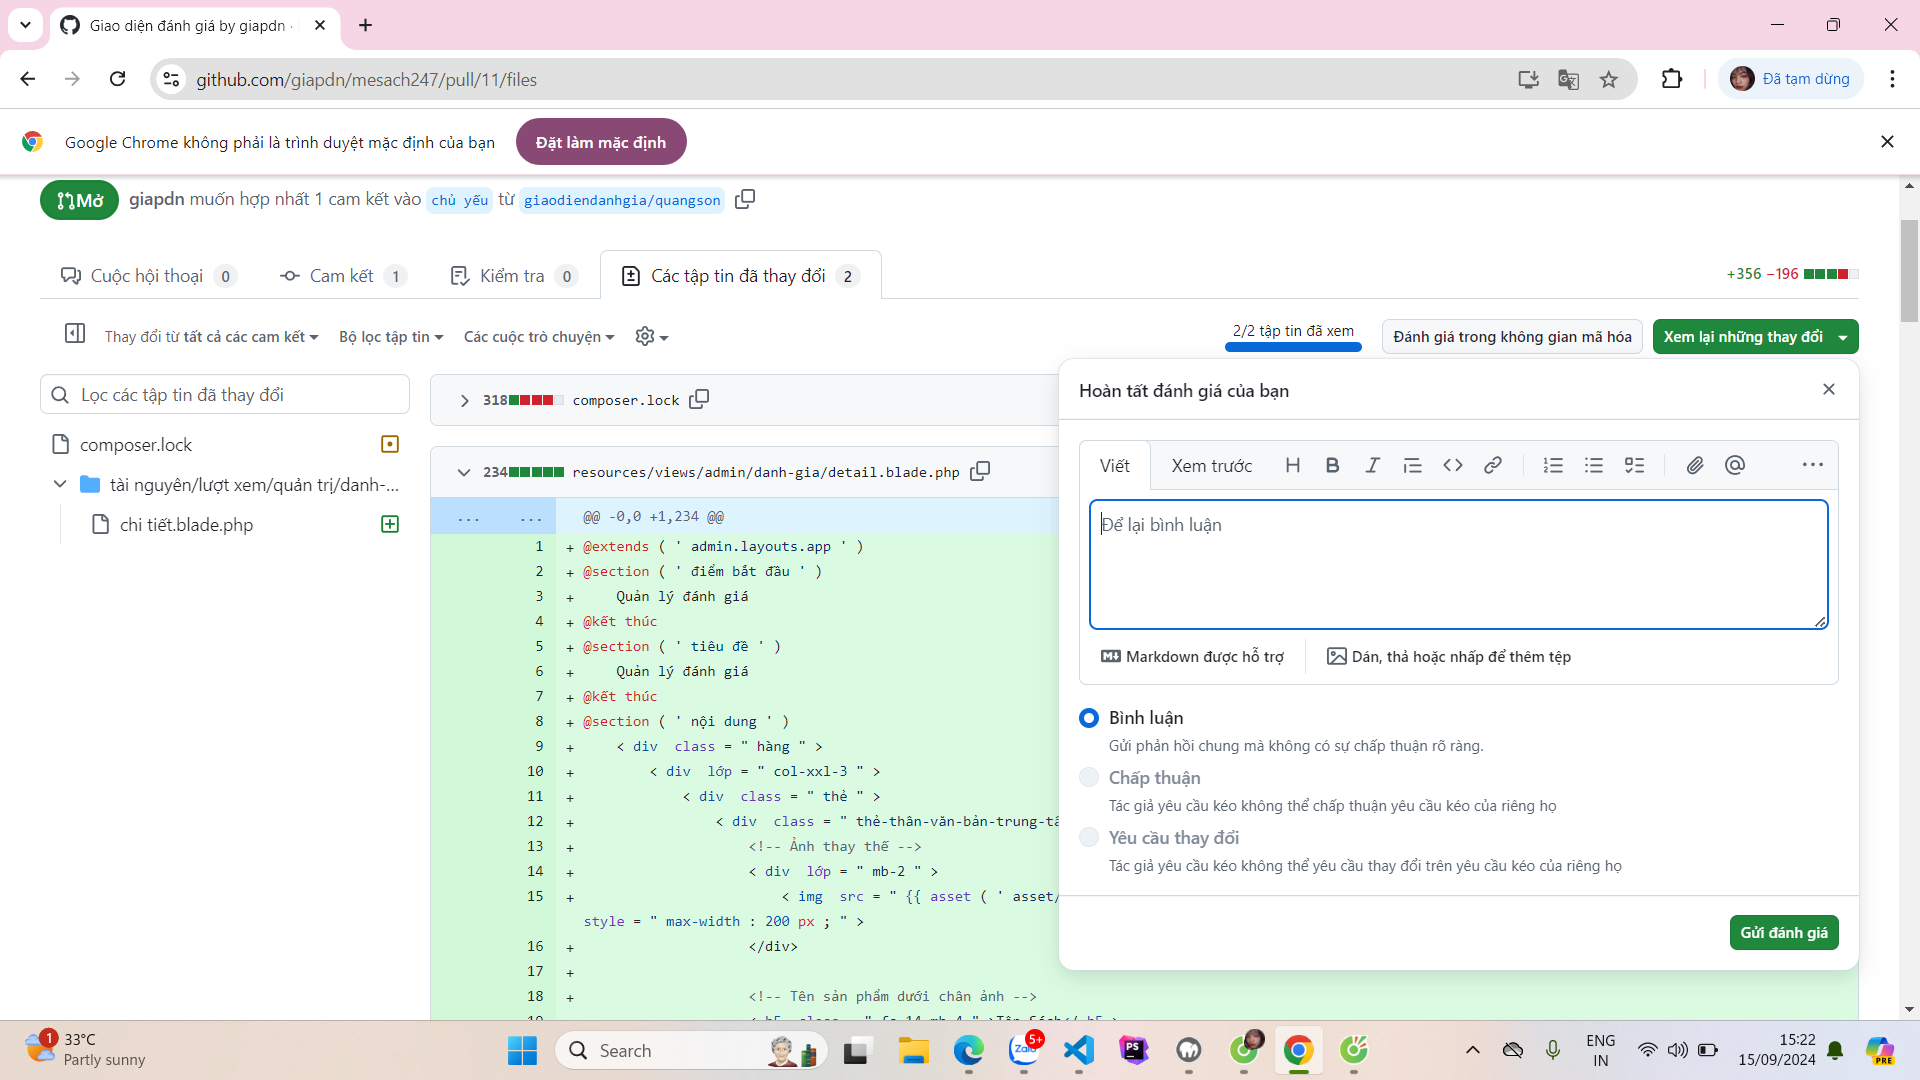 Giao diện đánh giá by giapdn ·
github.com/giapdn/mesach247/pull/11/files
Đã tạm dừng
Google Chrome không phải là trình duyệt mặc định của bạn
Đặt làm mặc định
Mở
giapdn muốn hợp nhất 1 cam kết vào chủ yếu từ giaodiendanhgia/quangson
Cuộc hội thoại 0
Cam kết 1
Kiểm tra 0
Các tập tin đã thay đổi 2
+356 −196
Thay đổi từ tất cả các cam kết
Bộ lọc tập tin
Các cuộc trò chuyện
2/2 tập tin đã xem
Đánh giá trong không gian mã hóa
Xem lại những thay đổi
Lọc các tập tin đã thay đổi
composer.lock
tài nguyên/lượt xem/quản trị/danh-...
chi tiết.blade.php
318 composer.lock
234 resources/views/admin/danh-gia/detail.blade.php
... ... @@ -0,0 +1,234 @@
1 + @extends ( ' admin.layouts.app ' )
2 + @section ( ' điểm bắt đầu ' )
3 + Quản lý đánh giá
4 + @kết thúc
5 + @section ( ' tiêu đề ' )
6 + Quản lý đánh giá
7 + @kết thúc
8 + @section ( ' nội dung ' )
9 + < div class = " hàng " >
10 + < div lớp = " col-xxl-3 " >
11 + < div class = " thẻ " >
12 + < div class = " thẻ-thân-văn-bản-trung-tâ
13 + <!-- Ảnh thay thế -->
14 + < div lớp = " mb-2 " >
15 + < img src = " {{ asset ( ' asset/
style = " max-width : 200 px ; " >
16 + </div>
17 +
18 + <!-- Tên sản phẩm dưới chân ảnh -->
19 + < h5 class = " fs-14 mb-4 " >Tên Sách</ h5 >
Hoàn tất đánh giá của bạn
Viết
Xem trước
Để lại bình luận
Markdown được hỗ trợ
Dán, thả hoặc nhấp để thêm tệp
Bình luận
Gửi phản hồi chung mà không có sự chấp thuận rõ ràng.
Chấp thuận
Tác giả yêu cầu kéo không thể chấp thuận yêu cầu kéo của riêng họ
Yêu cầu thay đổi
Tác giả yêu cầu kéo không thể yêu cầu thay đổi trên yêu cầu kéo của riêng họ
Gửi đánh giá
1
33°C
Partly sunny
Search
Zalo
5+
PS
ENG
IN
15:22
15/09/2024
PRE